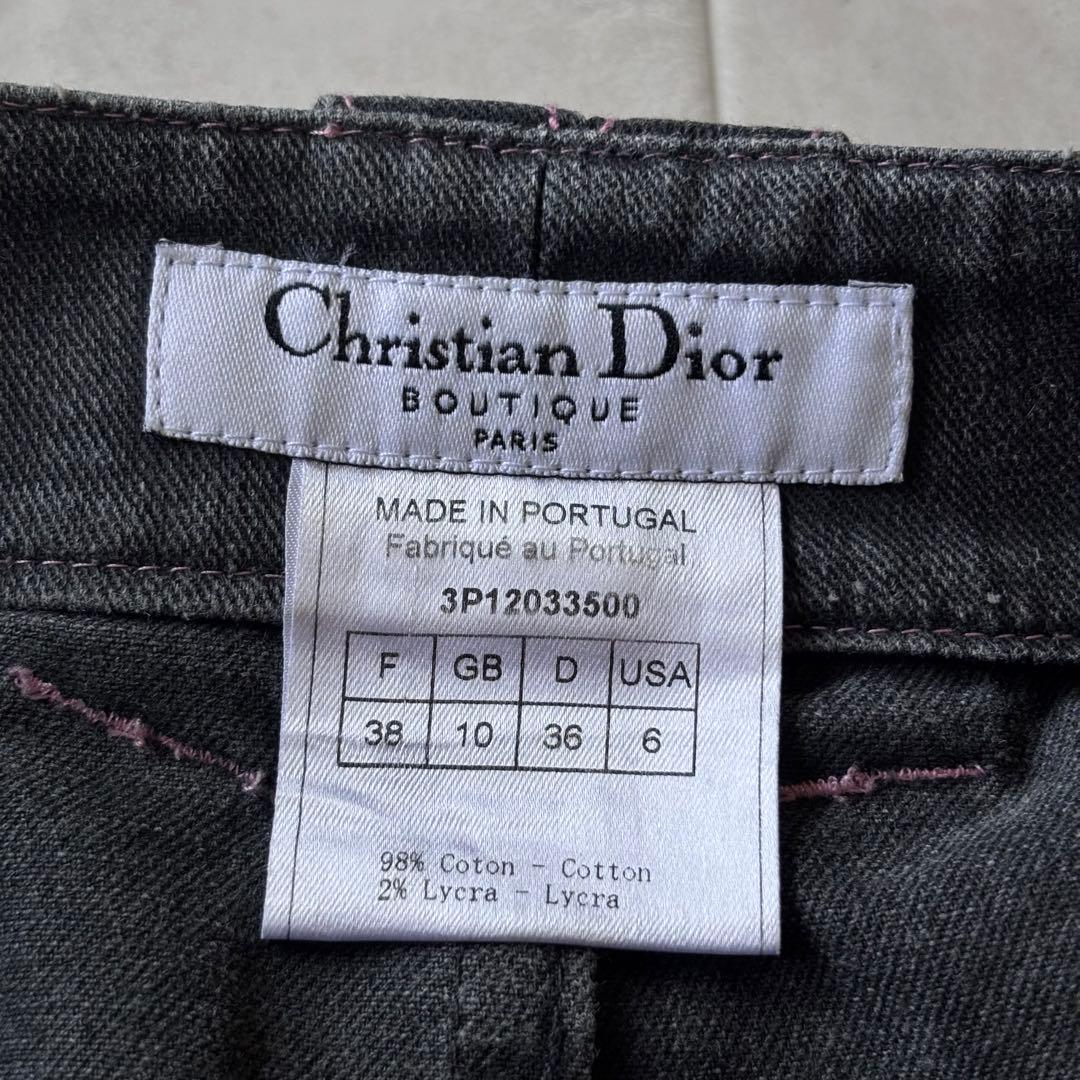 Christian Dior
BOUTIQUE
PARIS
MADE IN PORTUGAL
Fabriqué au Portugal
3P12033500
F GB D USA
38 10 36 6
98% Coton - Cotton
2% Lycra - Lycra